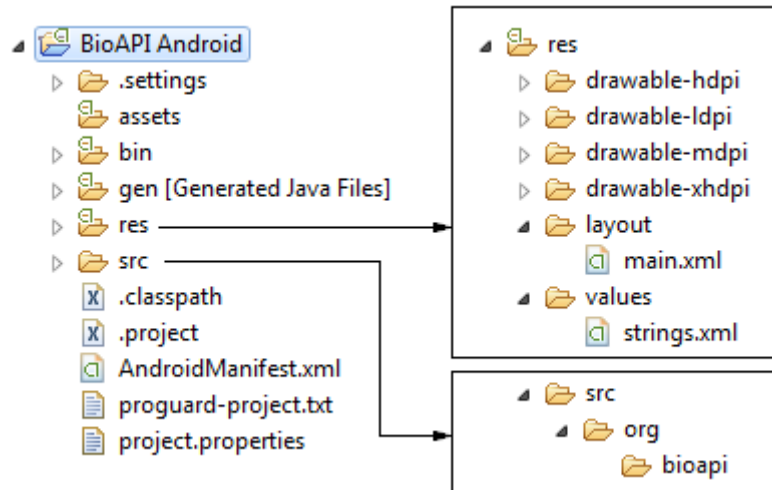 BioAPI Android
.settings
assets
bin
gen [Generated Java Files]
res
src
.classpath
.project
AndroidManifest.xml
proguard-project.txt
project.properties
res
drawable-hdpi
drawable-ldpi
drawable-mdpi
drawable-xhdpi
layout
main.xml
values
strings.xml
src
org
bioapi